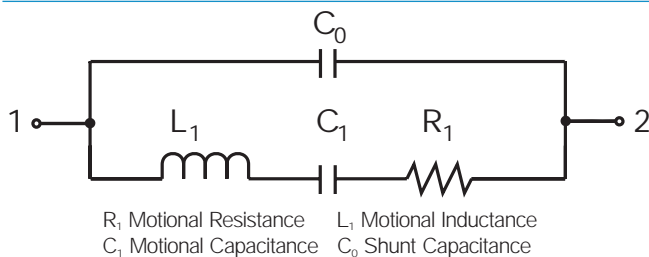 C₀
1 L₁ C₁ R₁ 2
R₁ Motional Resistance L₁ Motional Inductance
C₁ Motional Capacitance C₀ Shunt Capacitance